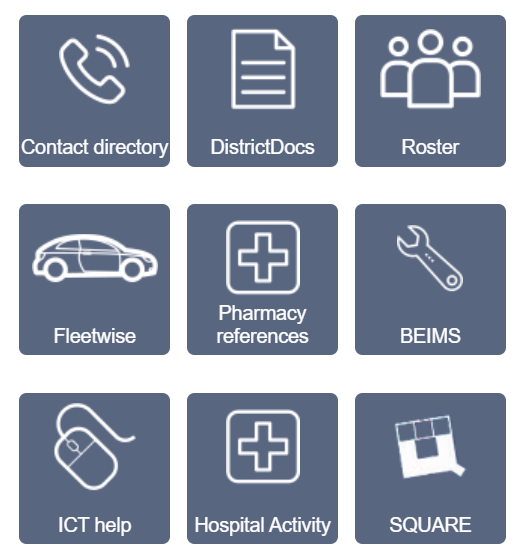 Contact directory
DistrictDocs
Roster
Fleetwise
Pharmacy
references
BEIMS
ICT help
Hospital Activity
SQUARE